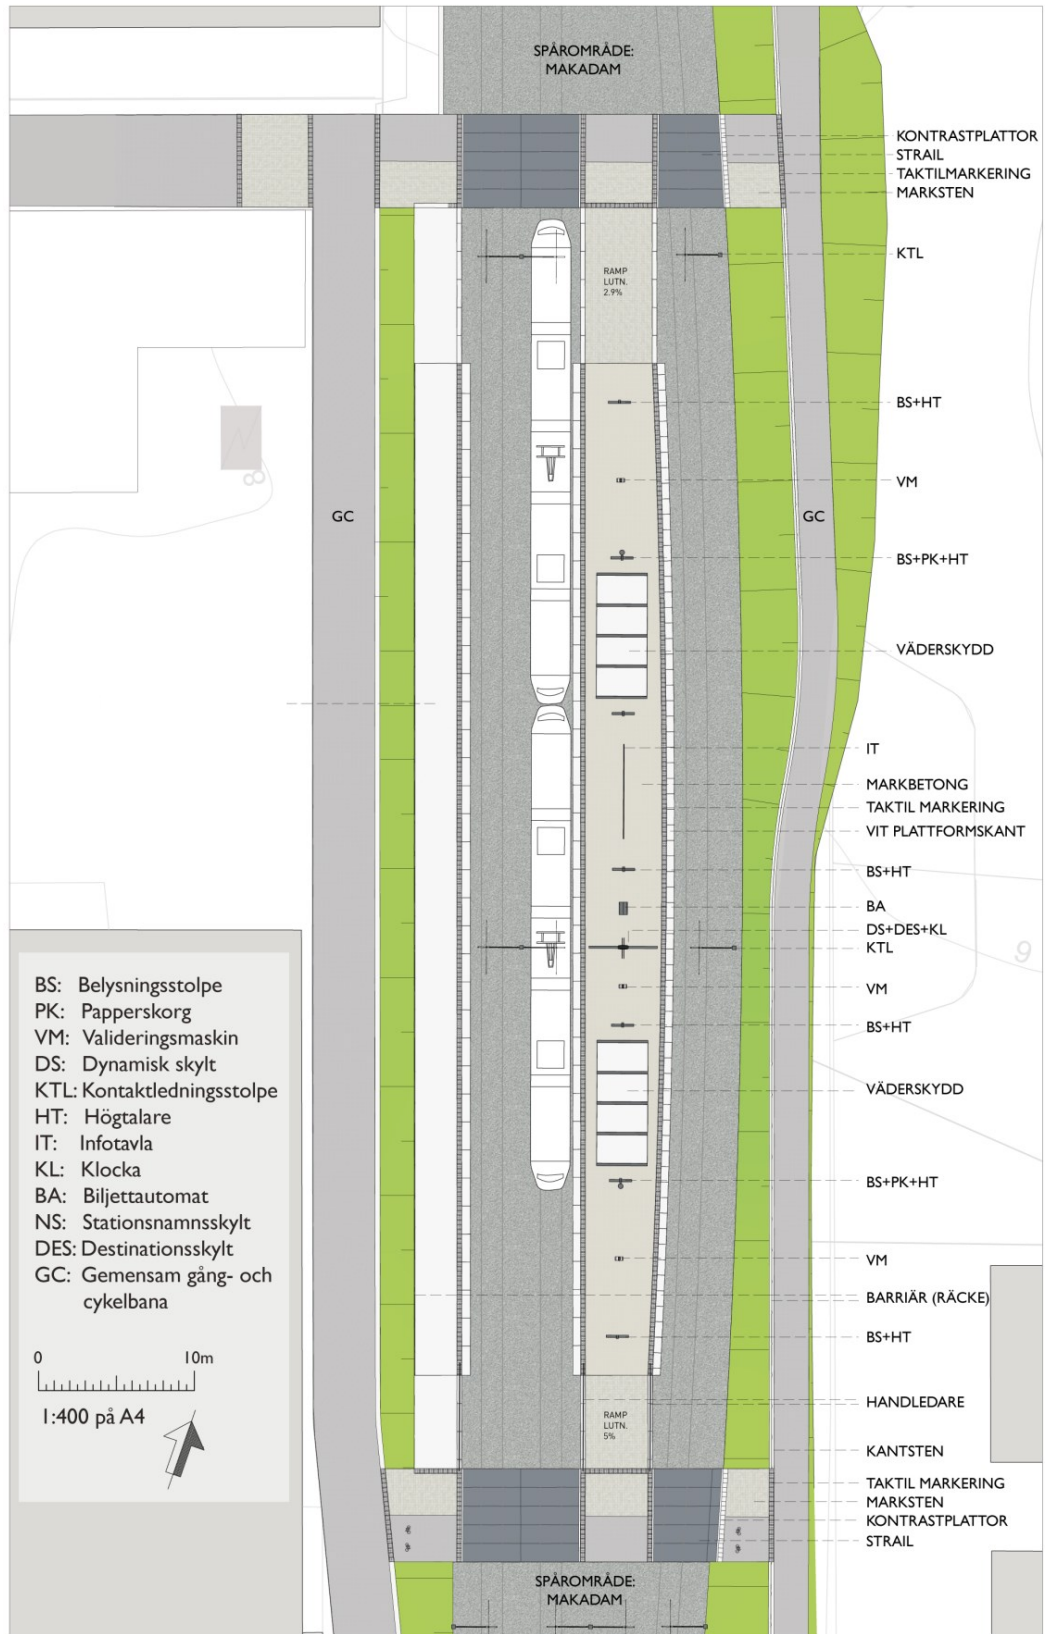 SPÅROMRÅDE:
MAKADAM
KONTRASTPLATTOR
STRAIL
TAKTILMARKERING
MARKSTEN
KTL
RAMP
LUTN.
2.9%
BS+HT
VM
8
GC
GC
BS+PK+HT
VÄDERSKYDD
IT
MARKBETONG
TAKTIL MARKERING
VIT PLATTFORMSKANT
BS+HT
BA
DS+DES+KL
KTL
9
VM
BS+HT
VÄDERSKYDD
BS+PK+HT
VM
BARRIÄR (RÄCKE)
BS+HT
HANDLEDARE
RAMP
LUTN.
5%
KANTSTEN
TAKTIL MARKERING
MARKSTEN
KONTRASTPLATTOR
STRAIL
SPÅROMRÅDE:
MAKADAM
BS: Belysningsstolpe
PK: Papperskorg
VM: Valideringsmaskin
DS: Dynamisk skylt
KTL: Kontaktledningsstolpe
HT: Högtalare
IT: Infotavla
KL: Klocka
BA: Biljettautomat
NS: Stationsnamnsskylt
DES: Destinationsskylt
GC: Gemensam gång- och
cykelbana
0 10m
1:400 på A4